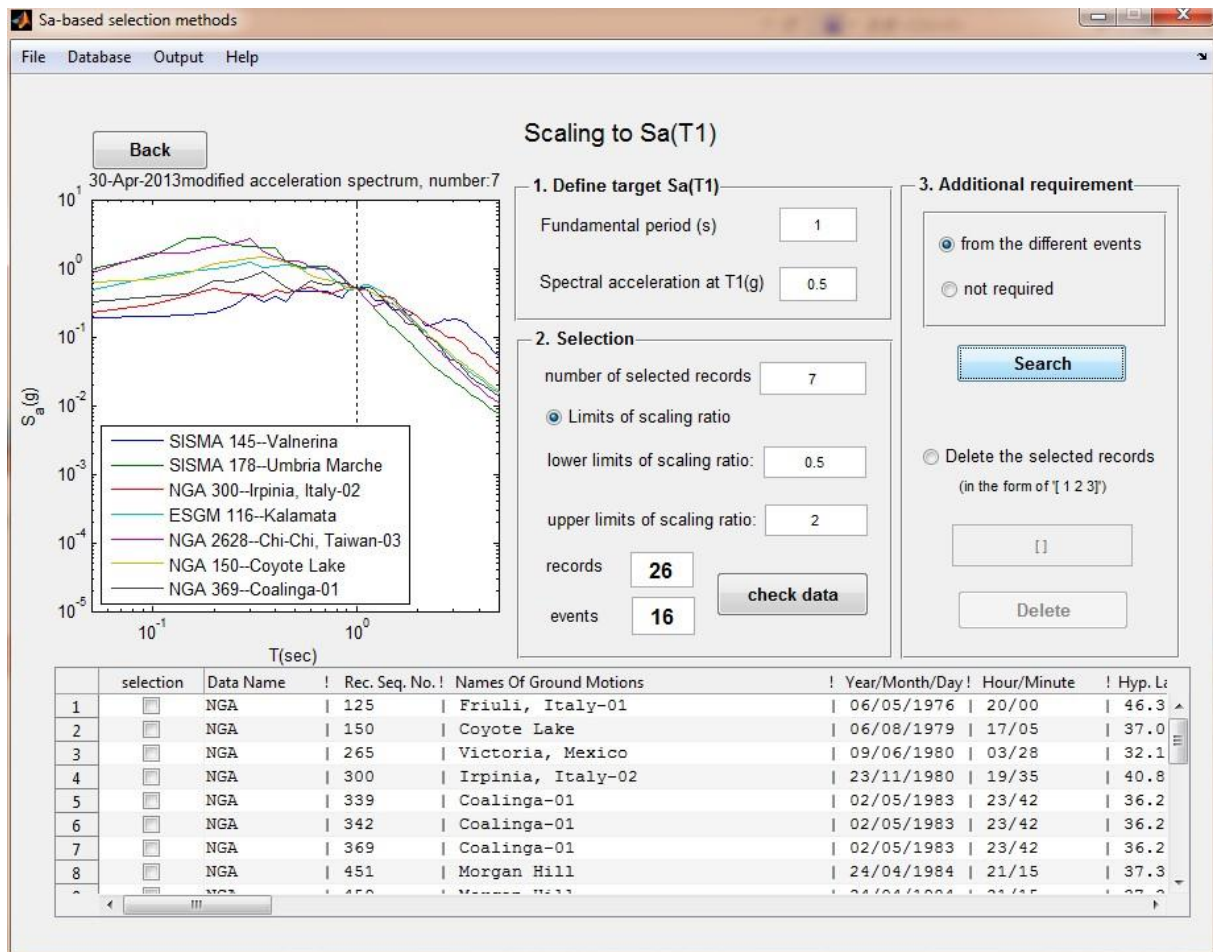 Sa-based selection methods
File Database Output Help
Scaling to Sa(T1)
Back
30-Apr-2013modified acceleration spectrum, number:7
10^1
10^0
10^-1
10^-2
10^-3
10^-4
10^-5
S_a(g)
10^-1 10^0
T(sec)
SISMA 145--Valnerina
SISMA 178--Umbria Marche
NGA 300--Irpinia, Italy-02
ESGM 116--Kalamata
NGA 2628--Chi-Chi, Taiwan-03
NGA 150--Coyote Lake
NGA 369--Coalinga-01
1. Define target Sa(T1)
Fundamental period (s) 1
Spectral acceleration at T1(g) 0.5
2. Selection
number of selected records 7
Limits of scaling ratio
lower limits of scaling ratio: 0.5
upper limits of scaling ratio: 2
records 26
events 16
check data
3. Additional requirement
from the different events
not required
Search
Delete the selected records
(in the form of '[ 1 2 3]')
[ ]
Delete
selection Data Name ! Rec. Seq. No. ! Names Of Ground Motions ! Year/Month/Day ! Hour/Minute ! Hyp. La
1 NGA | 125 | Friuli, Italy-01 | 06/05/1976 | 20/00 | 46.3
2 NGA | 150 | Coyote Lake | 06/08/1979 | 17/05 | 37.0
3 NGA | 265 | Victoria, Mexico | 09/06/1980 | 03/28 | 32.1
4 NGA | 300 | Irpinia, Italy-02 | 23/11/1980 | 19/35 | 40.8
5 NGA | 339 | Coalinga-01 | 02/05/1983 | 23/42 | 36.2
6 NGA | 342 | Coalinga-01 | 02/05/1983 | 23/42 | 36.2
7 NGA | 369 | Coalinga-01 | 02/05/1983 | 23/42 | 36.2
8 NGA | 451 | Morgan Hill | 24/04/1984 | 21/15 | 37.3